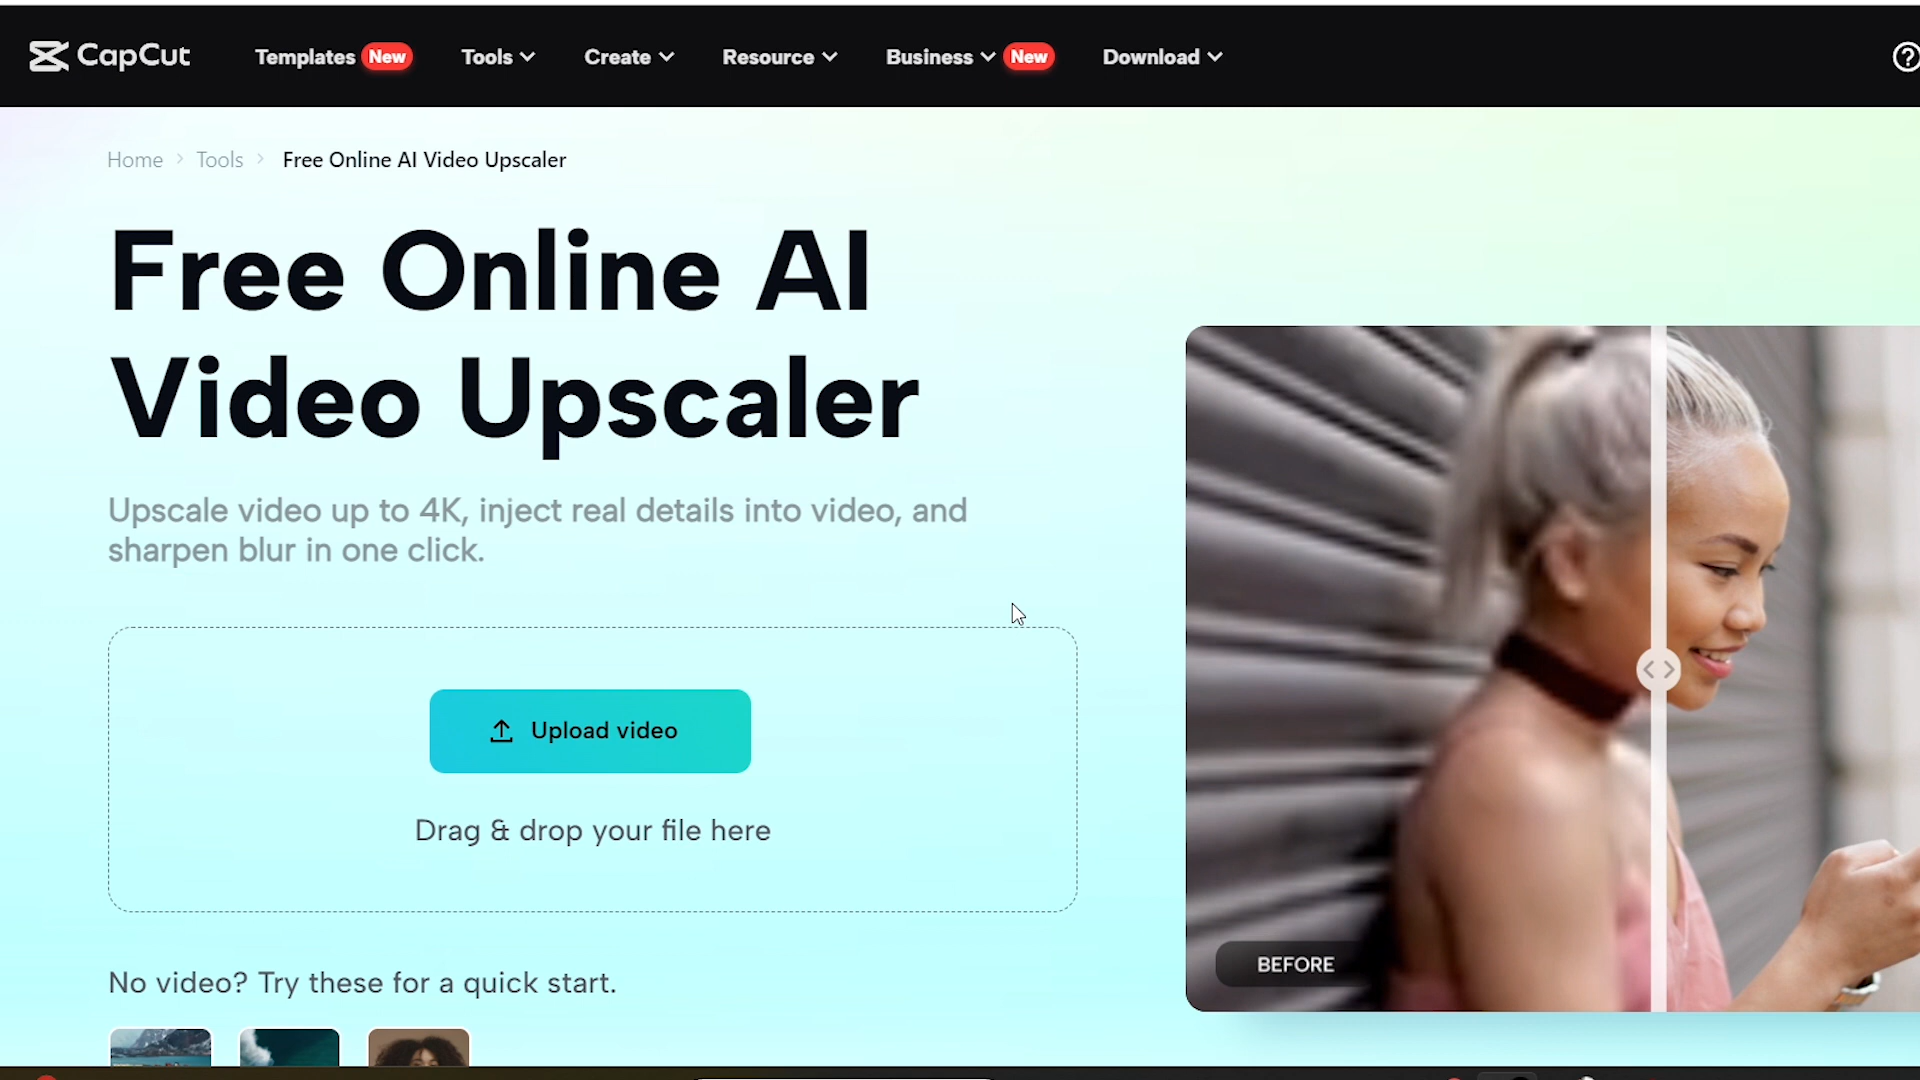 CapCut
Templates New Tools Create Resource Business New Download
Home Tools Free Online AI Video Upscaler
Free Online AI
Video Upscaler
Upscale video up to 4K, inject real details into video, and
sharpen blur in one click.
Upload video
Drag & drop your file here
BEFORE
No video? Try these for a quick start.